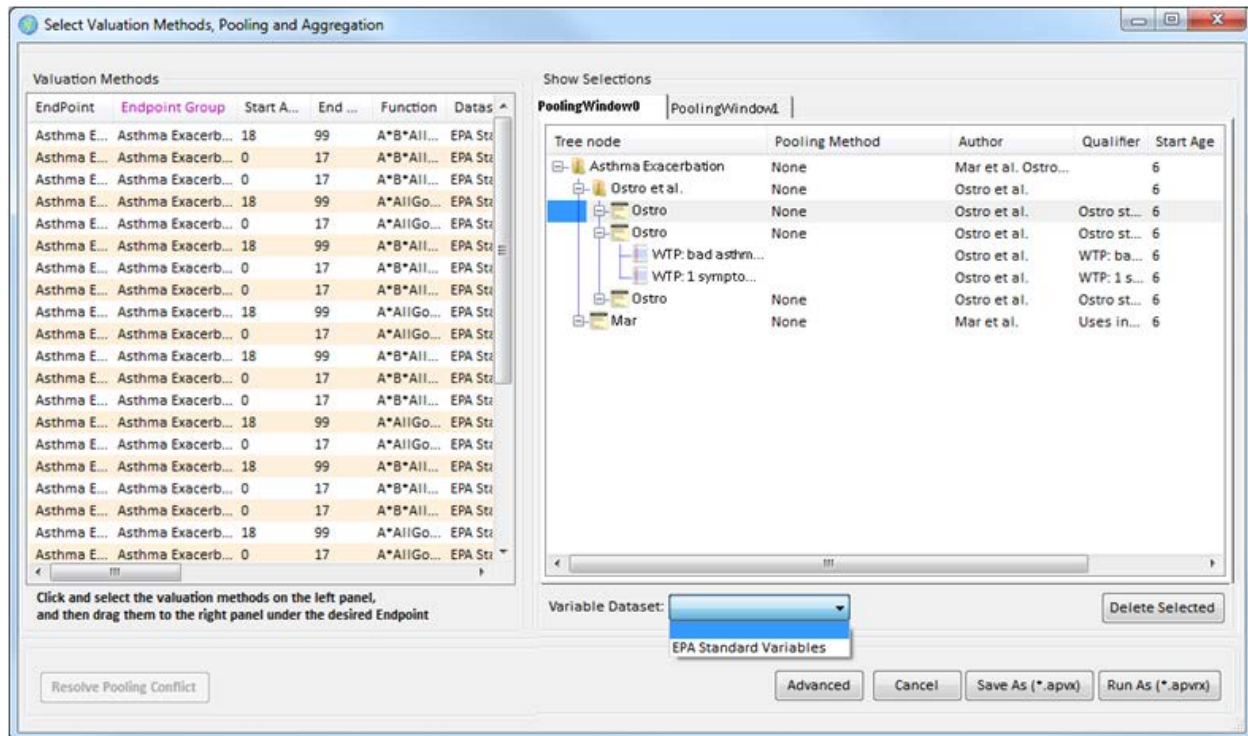 Select Valuation Methods, Pooling and Aggregation
Valuation Methods
EndPoint Endpoint Group Start A... End ... Function Datas
Asthma E... Asthma Exacerb... 18 99 A*B*All... EPA Sta
Asthma E... Asthma Exacerb... 0 17 A*B*All... EPA Sta
Asthma E... Asthma Exacerb... 0 17 A*B*All... EPA Sta
Asthma E... Asthma Exacerb... 18 99 A*AllGo... EPA Sta
Asthma E... Asthma Exacerb... 0 17 A*AllGo... EPA Sta
Asthma E... Asthma Exacerb... 18 99 A*B*All... EPA Sta
Asthma E... Asthma Exacerb... 0 17 A*B*All... EPA Sta
Asthma E... Asthma Exacerb... 0 17 A*B*All... EPA Sta
Asthma E... Asthma Exacerb... 18 99 A*AllGo... EPA Sta
Asthma E... Asthma Exacerb... 0 17 A*AllGo... EPA Sta
Asthma E... Asthma Exacerb... 18 99 A*B*All... EPA Sta
Asthma E... Asthma Exacerb... 0 17 A*B*All... EPA Sta
Asthma E... Asthma Exacerb... 0 17 A*B*All... EPA Sta
Asthma E... Asthma Exacerb... 18 99 A*AllGo... EPA Sta
Asthma E... Asthma Exacerb... 0 17 A*AllGo... EPA Sta
Asthma E... Asthma Exacerb... 18 99 A*B*All... EPA Sta
Asthma E... Asthma Exacerb... 0 17 A*B*All... EPA Sta
Asthma E... Asthma Exacerb... 0 17 A*B*All... EPA Sta
Asthma E... Asthma Exacerb... 18 99 A*AllGo... EPA Sta
Asthma E... Asthma Exacerb... 0 17 A*AllGo... EPA Sta
Click and select the valuation methods on the left panel,
and then drag them to the right panel under the desired Endpoint
Show Selections
PoolingWindow0 PoolingWindow1
Tree node Pooling Method Author Qualifier Start Age
Asthma Exacerbation None Mar et al. Ostro... 6
Ostro et al. None Ostro et al. 6
Ostro None Ostro et al. Ostro st... 6
Ostro None Ostro et al. Ostro st... 6
WTP: bad asthm... Ostro et al. WTP: ba... 6
WTP: 1 sympto... Ostro et al. WTP: 1 s... 6
Ostro None Ostro et al. Ostro st... 6
Mar None Mar et al. Uses in... 6
Variable Dataset: Delete Selected
EPA Standard Variables
Resolve Pooling Conflict Advanced Cancel Save As (*.apvx) Run As (*.apvrx)